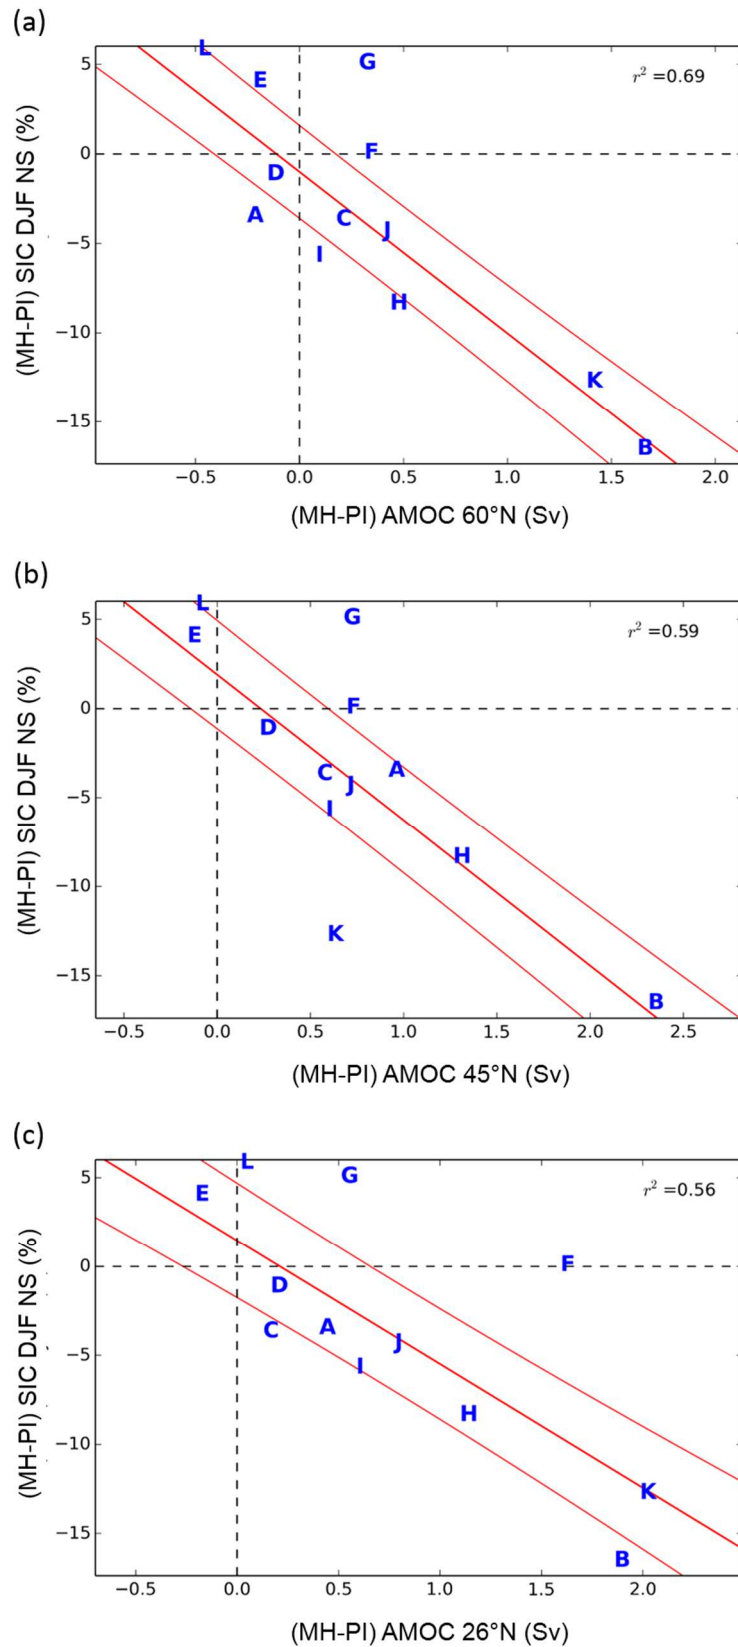 (a)
(MH-PI) SIC DJF NS (%)
5
0
−5
−10
−15
L
G
E
r² =0.69
F
D
A
C
J
I
H
K
B
−0.5 0.0 0.5 1.0 1.5 2.0
(MH-PI) AMOC 60°N (Sv)
(b)
(MH-PI) SIC DJF NS (%)
5
0
−5
−10
−15
L
G
E
r² =0.59
F
D
C
A
J
I
H
K
B
−0.5 0.0 0.5 1.0 1.5 2.0 2.5
(MH-PI) AMOC 45°N (Sv)
(c)
(MH-PI) SIC DJF NS (%)
5
0
−5
−10
−15
L
G
E
r² =0.56
F
D
C
A
J
I
H
K
B
−0.5 0.0 0.5 1.0 1.5 2.0
(MH-PI) AMOC 26°N (Sv)